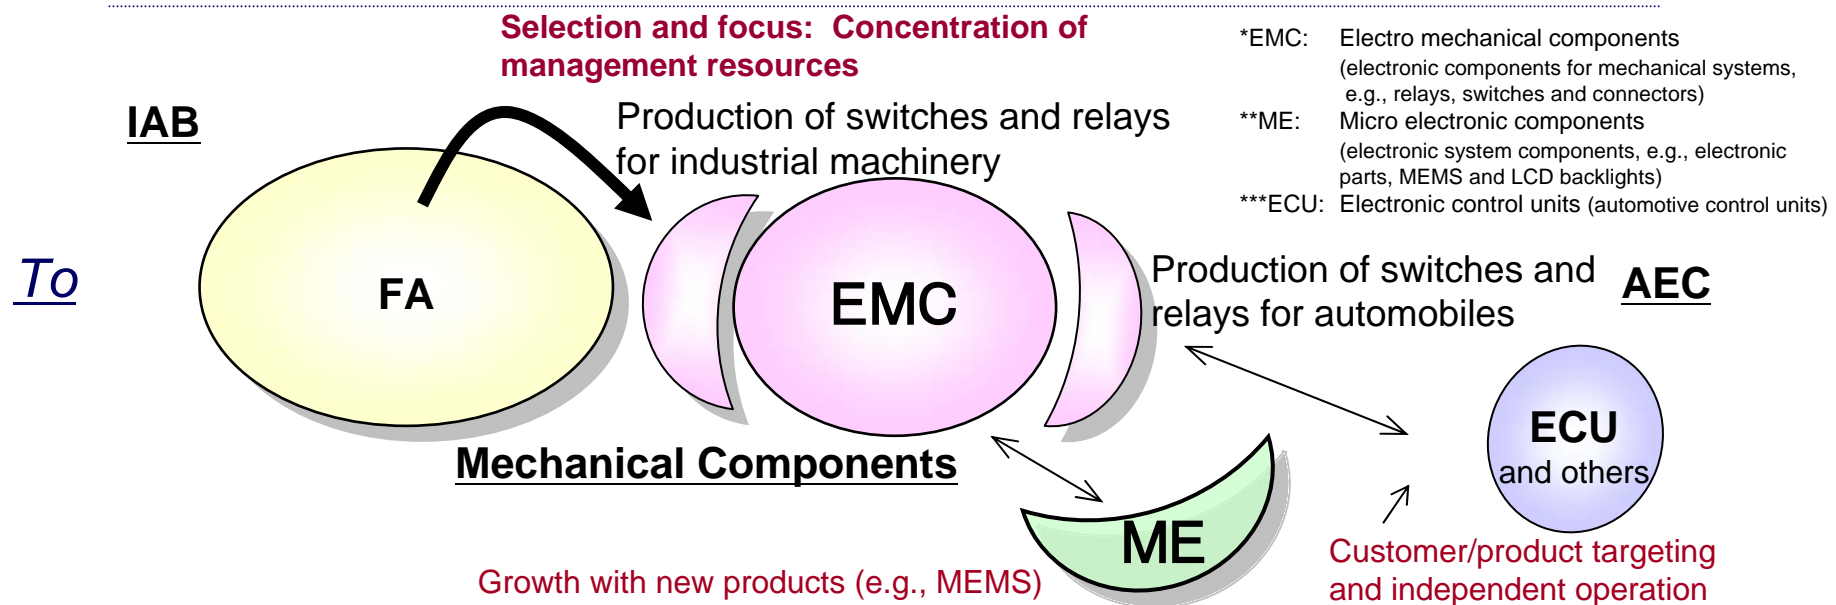 Selection and focus: Concentration of
management resources
*EMC: Electro mechanical components
(electronic components for mechanical systems,
e.g., relays, switches and connectors)
**ME: Micro electronic components
(electronic system components, e.g., electronic
parts, MEMS and LCD backlights)
***ECU: Electronic control units (automotive control units)
IAB
Production of switches and relays
for industrial machinery
To
FA
EMC
Production of switches and
relays for automobiles
AEC
ECU
and others
Mechanical Components
ME
Growth with new products (e.g., MEMS)
Customer/product targeting
and independent operation